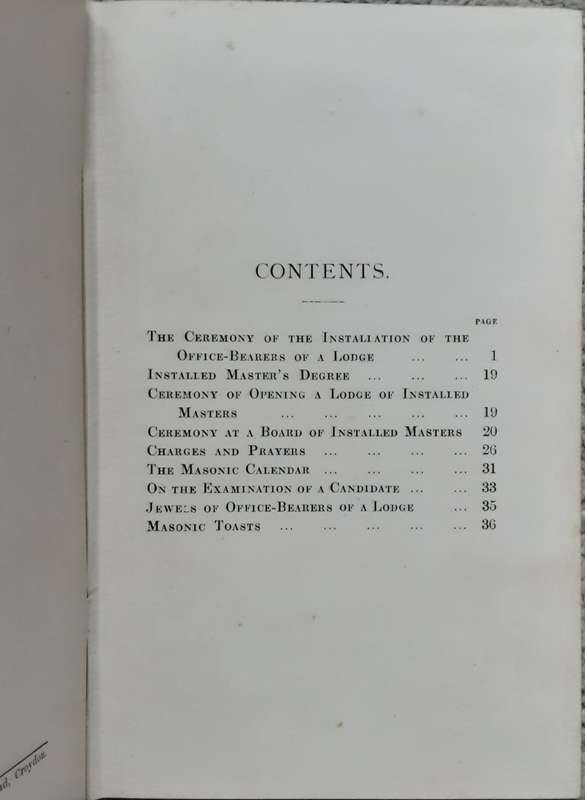 CONTENTS.
PAGE
THE CEREMONY OF THE INSTALLATION OF THE
OFFICE-BEARERS OF A LODGE ... ... 1
INSTALLED MASTER'S DEGREE ... ... ... 19
CEREMONY OF OPENING A LODGE OF INSTALLED
MASTERS ... ... ... ... ... 19
CEREMONY AT A BOARD OF INSTALLED MASTERS 20
CHARGES AND PRAYERS ... ... ... ... 26
THE MASONIC CALENDAR ... ... ... ... 31
ON THE EXAMINATION OF A CANDIDATE ... ... 33
JEWELS OF OFFICE-BEARERS OF A LODGE ... 35
MASONIC TOASTS ... ... ... ... ... 36
Croydon